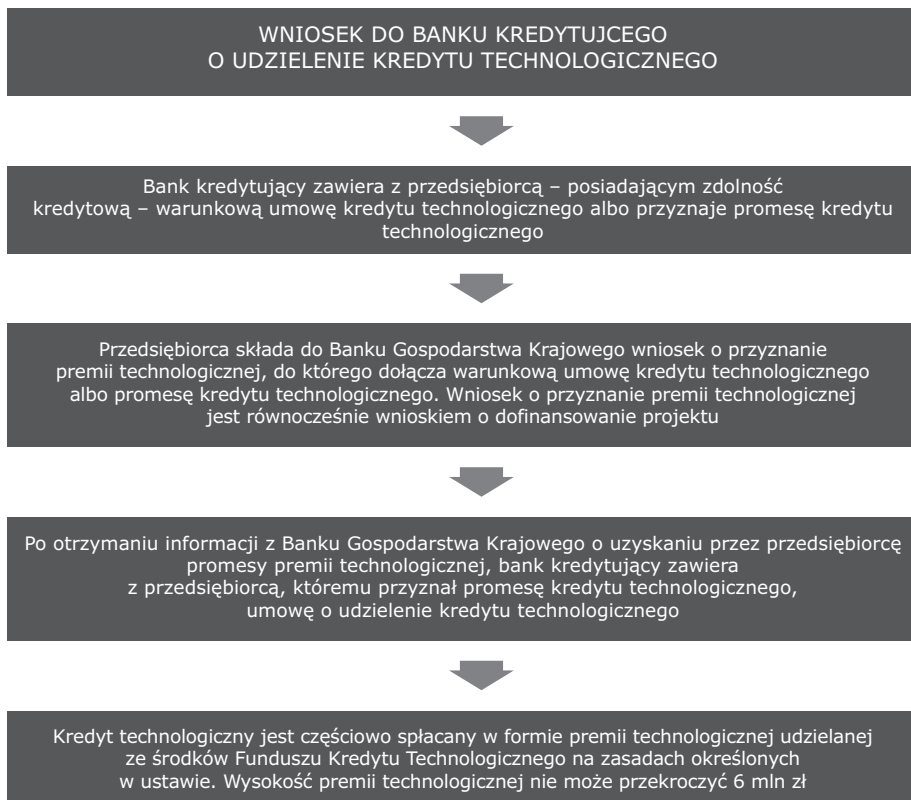 WNIOSEK DO BANKU KREDYTUJCEGO
O UDZIELENIE KREDYTU TECHNOLOGICZNEGO
Bank kredytujący zawiera z przedsiębiorcą – posiadającym zdolność
kredytową – warunkową umowę kredytu technologicznego albo przyznaje promesę kredytu
technologicznego
Przedsiębiorca składa do Banku Gospodarstwa Krajowego wniosek o przyznanie
premii technologicznej, do którego dołącza warunkową umowę kredytu technologicznego
albo promesę kredytu technologicznego. Wniosek o przyznanie premii technologicznej
jest równocześnie wnioskiem o dofinansowanie projektu
Po otrzymaniu informacji z Banku Gospodarstwa Krajowego o uzyskaniu przez przedsiębiorcę
promesy premii technologicznej, bank kredytujący zawiera
z przedsiębiorcą, któremu przyznał promesę kredytu technologicznego,
umowę o udzielenie kredytu technologicznego
Kredyt technologiczny jest częściowo spłacany w formie premii technologicznej udzielanej
ze środków Funduszu Kredytu Technologicznego na zasadach określonych
w ustawie. Wysokość premii technologicznej nie może przekroczyć 6 mln zł